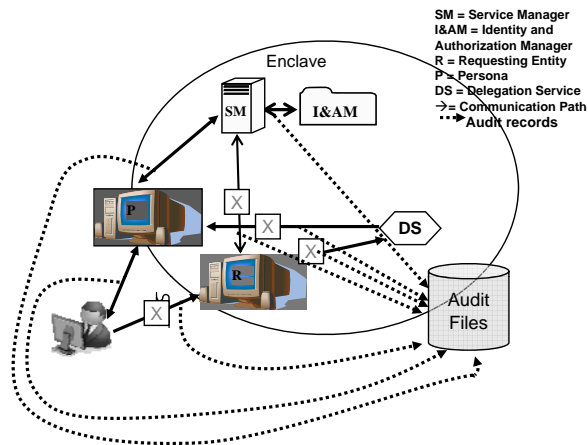 SM = Service Manager
I&AM = Identity and
Authorization Manager
R = Requesting Entity
P = Persona
DS = Delegation Service
→= Communication Path
Audit records
Enclave
SM
I&AM
P
X
X
DS
X
R
X
Audit
Files